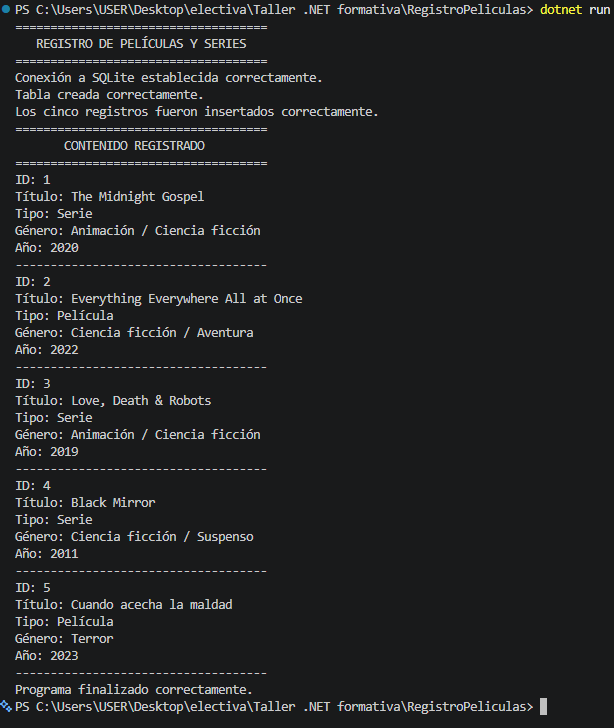 PS C:\Users\USER\Desktop\electiva\Taller .NET formativa\RegistroPeliculas> dotnet run
====================================
REGISTRO DE PELÍCULAS Y SERIES
====================================
Conexión a SQLite establecida correctamente.
Tabla creada correctamente.
Los cinco registros fueron insertados correctamente.
====================================
CONTENIDO REGISTRADO
====================================
ID: 1
Título: The Midnight Gospel
Tipo: Serie
Género: Animación / Ciencia ficción
Año: 2020
------------------------------------
ID: 2
Título: Everything Everywhere All at Once
Tipo: Película
Género: Ciencia ficción / Aventura
Año: 2022
------------------------------------
ID: 3
Título: Love, Death & Robots
Tipo: Serie
Género: Animación / Ciencia ficción
Año: 2019
------------------------------------
ID: 4
Título: Black Mirror
Tipo: Serie
Género: Ciencia ficción / Suspenso
Año: 2011
------------------------------------
ID: 5
Título: Cuando acecha la maldad
Tipo: Película
Género: Terror
Año: 2023
------------------------------------
Programa finalizado correctamente.
PS C:\Users\USER\Desktop\electiva\Taller .NET formativa\RegistroPeliculas>